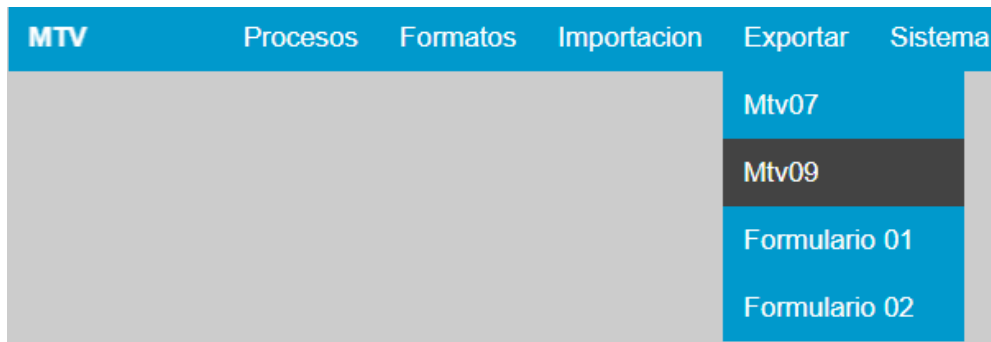 MTV Procesos Formatos Importacion Exportar Sistema
Mtv07
Mtv09
Formulario 01
Formulario 02